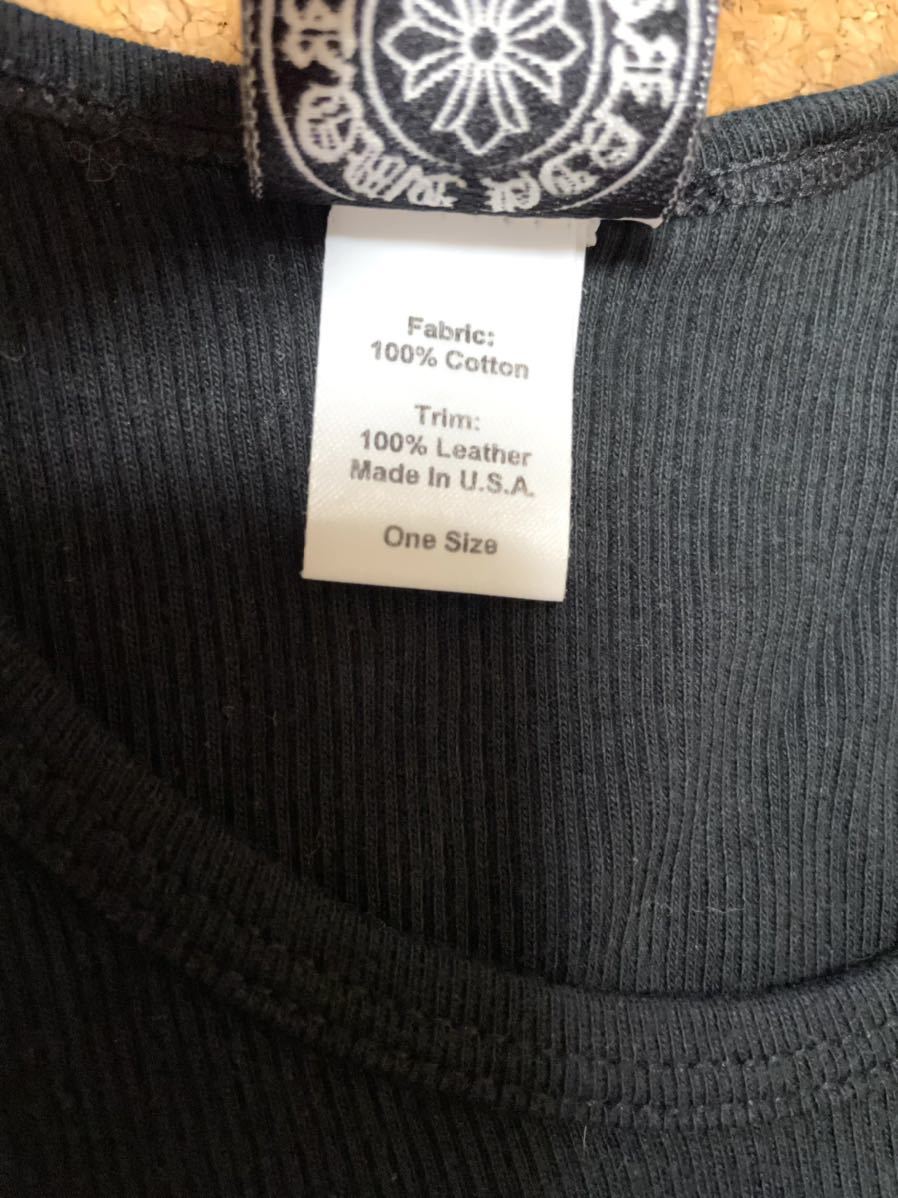 Fabric:
100% Cotton
Trim:
100% Leather
Made In U.S.A.
One Size